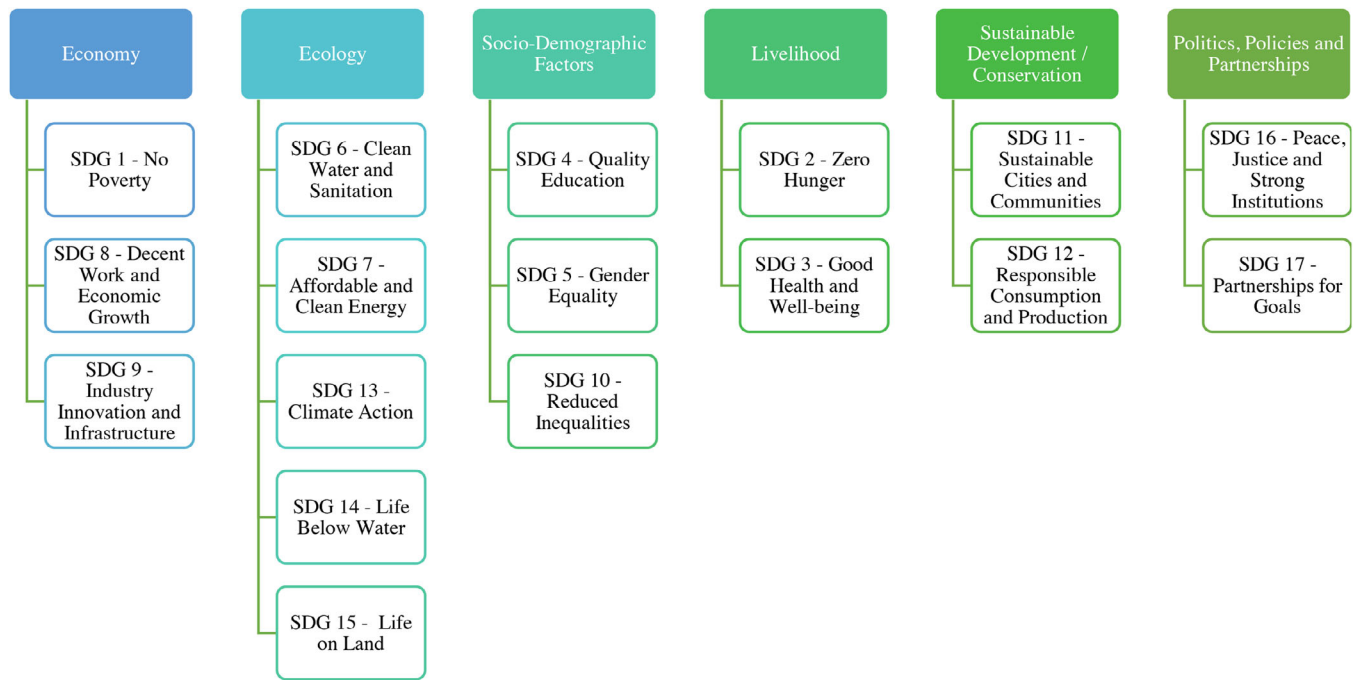 Economy
SDG 1 - No
Poverty
SDG 8 - Decent
Work and
Economic
Growth
SDG 9 -
Industry
Innovation and
Infrastructure
Ecology
SDG 6 - Clean
Water and
Sanitation
SDG 7 -
Affordable and
Clean Energy
SDG 13 -
Climate Action
SDG 14 - Life
Below Water
SDG 15 - Life
on Land
Socio-Demographic
Factors
SDG 4 - Quality
Education
SDG 5 - Gender
Equality
SDG 10 -
Reduced
Inequalities
Livelihood
SDG 2 - Zero
Hunger
SDG 3 - Good
Health and
Well-being
Sustainable
Development /
Conservation
SDG 11 -
Sustainable
Cities and
Communities
SDG 12 -
Responsible
Consumption
and Production
Politics, Policies and
Partnerships
SDG 16 - Peace,
Justice and
Strong
Institutions
SDG 17 -
Partnerships for
Goals